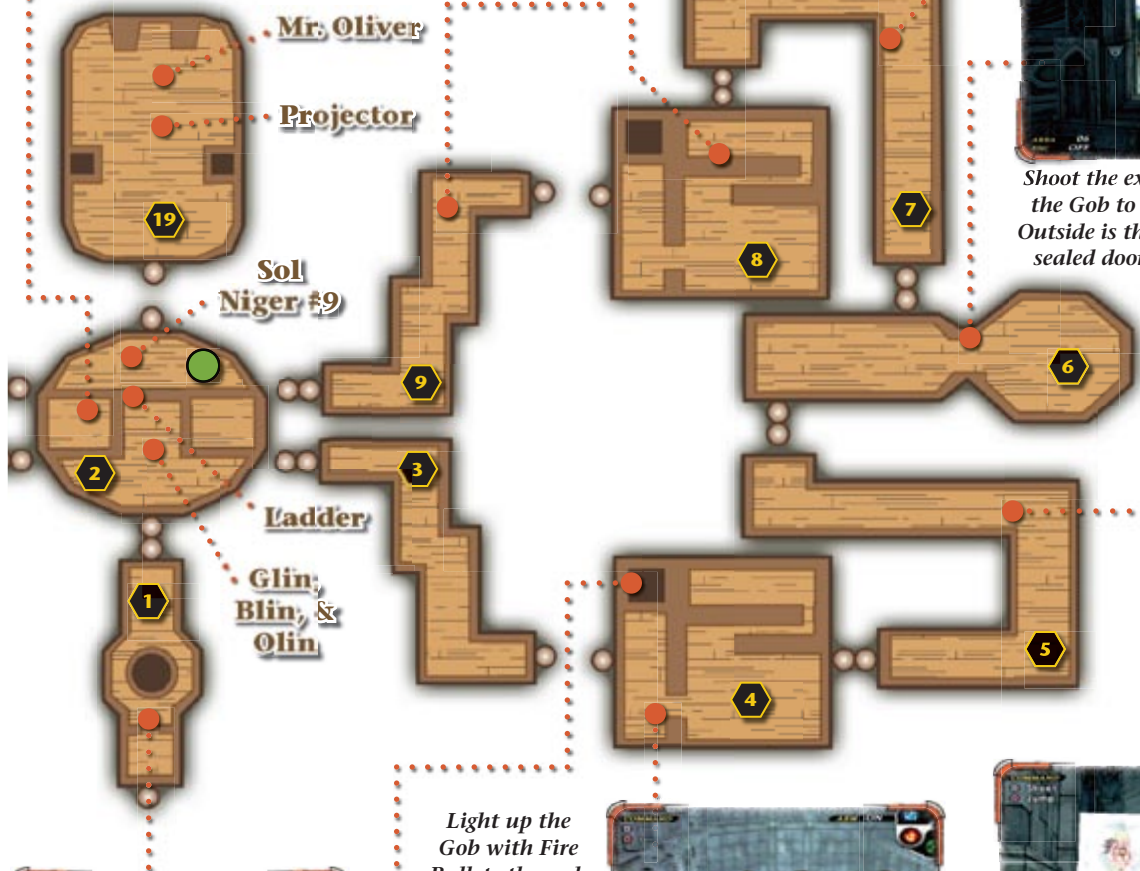 Mr. Oliver
Projector
19
Sol
Niger #9
2
9
3
Ladder
Glin,
Blin, &
Olin
1
8
7
6
5
4
Shoot the ex
the Gob to
Outside is th
sealed door
Light up the
Gob with Fire